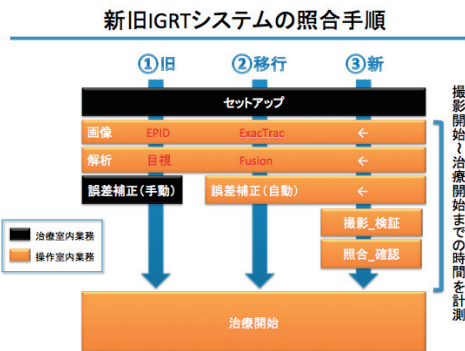 新旧IGRTシステムの照合手順
①旧 ②移行 ③新
セットアップ
画像 EPID ExacTrac ←
解析 目視 Fusion ←
誤差補正(手動) 誤差補正(自動) ←
撮影_検証
照合_確認
治療開始
治療室内業務
操作室内業務
撮影開始~治療開始までの時間を計測